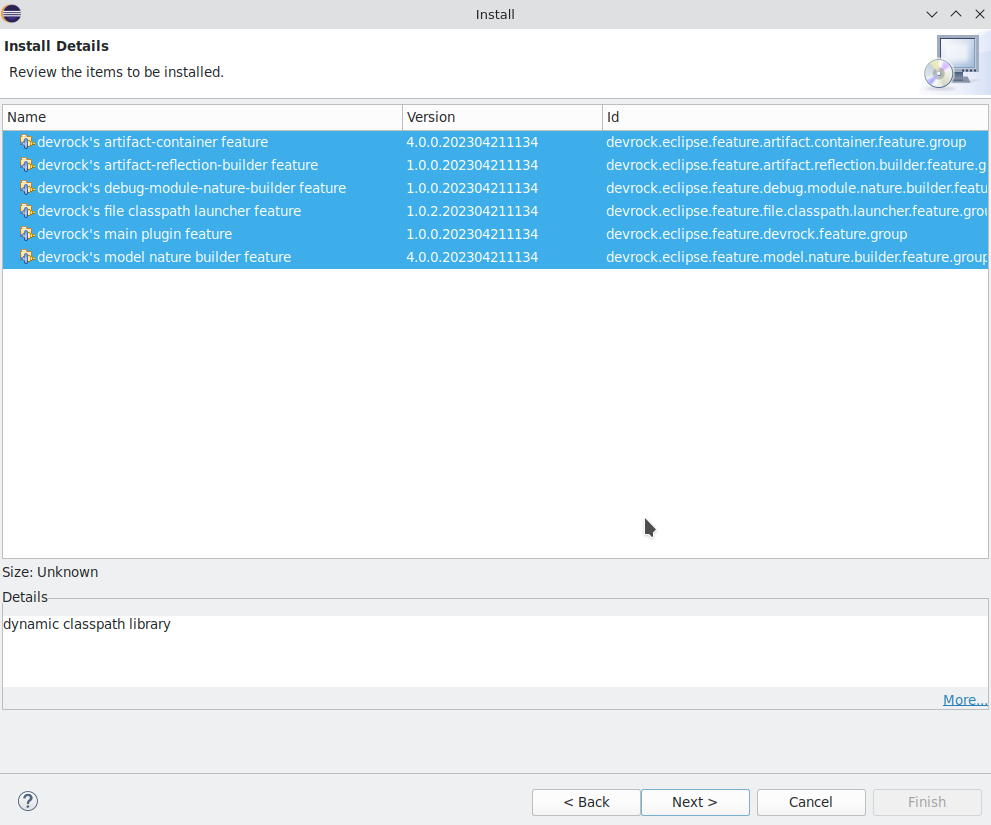 Install
Install Details
Review the items to be installed.
Name Version Id
devrock's artifact-container feature 4.0.0.202304211134 devrock.eclipse.feature.artifact.container.feature.group
devrock's artifact-reflection-builder feature 1.0.0.202304211134 devrock.eclipse.feature.artifact.reflection.builder.feature.g
devrock's debug-module-nature-builder feature 1.0.0.202304211134 devrock.eclipse.feature.debug.module.nature.builder.featu
devrock's file classpath launcher feature 1.0.2.202304211134 devrock.eclipse.feature.file.classpath.launcher.feature.grou
devrock's main plugin feature 1.0.0.202304211134 devrock.eclipse.feature.devrock.feature.group
devrock's model nature builder feature 4.0.0.202304211134 devrock.eclipse.feature.model.nature.builder.feature.group
Size: Unknown
Details
dynamic classpath library
More...
? < Back Next > Cancel Finish